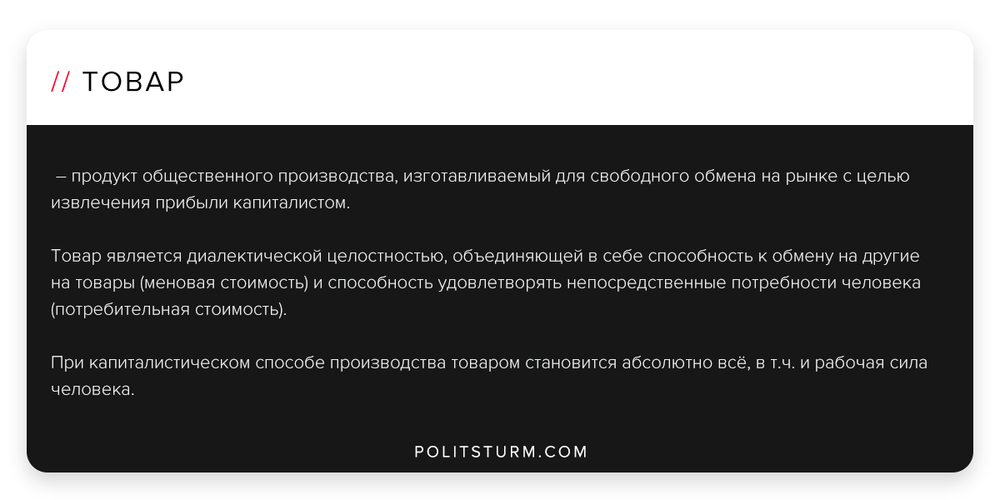 // ТОВАР
– продукт общественного производства, изготавливаемый для свободного обмена на рынке с целью
извлечения прибыли капиталистом.
Товар является диалектической целостностью, объединяющей в себе способность к обмену на другие
на товары (меновая стоимость) и способность удовлетворять непосредственные потребности человека
(потребительная стоимость).
При капиталистическом способе производства товаром становится абсолютно всё, в т.ч. и рабочая сила
человека.
POLITSTURM.COM